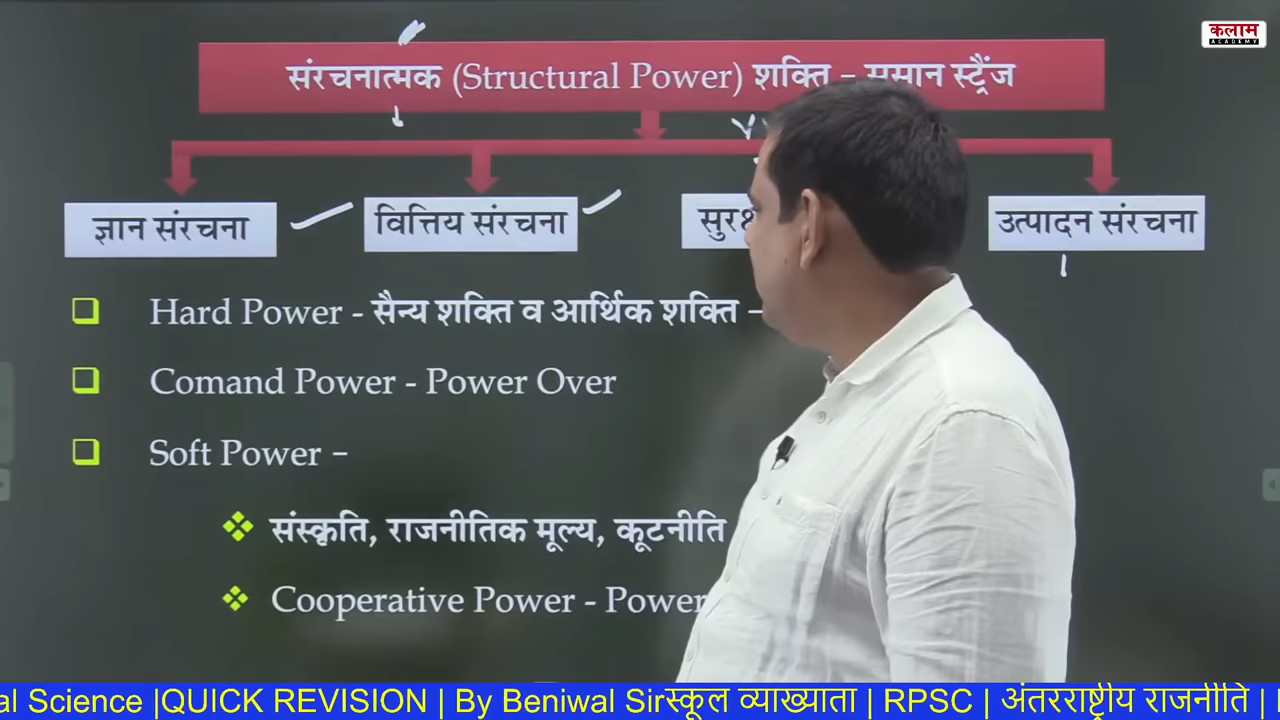 कलाम
ACADEMY
संरचनात्मक (Structural Power) शक्ति – सुसान स्ट्रैंज
ज्ञान संरचना
वित्तिय संरचना
उत्पादन संरचना
Hard Power - सैन्य शक्ति व आर्थिक शक्ति –
Comand Power - Power Over
Soft Power –
संस्कृति, राजनीतिक मूल्य, कूटनीति
Cooperative Power - Power
al Science |QUICK REVISION | By Beniwal Sirस्कूल व्याख्याता | RPSC | अंतरराष्ट्रीय राजनीति |